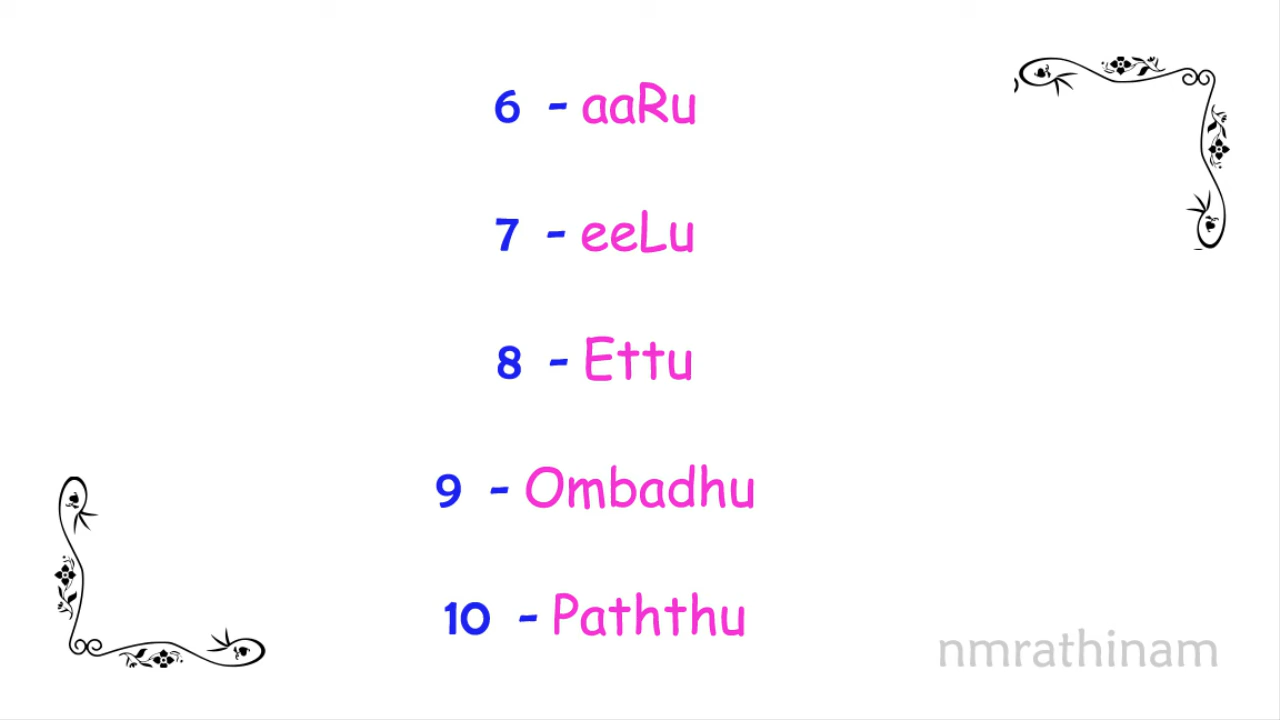 6 - aaRu
7 - eeLu
8 - Ettu
9 - Ombadhu
10 - Paththu
nmrathinam